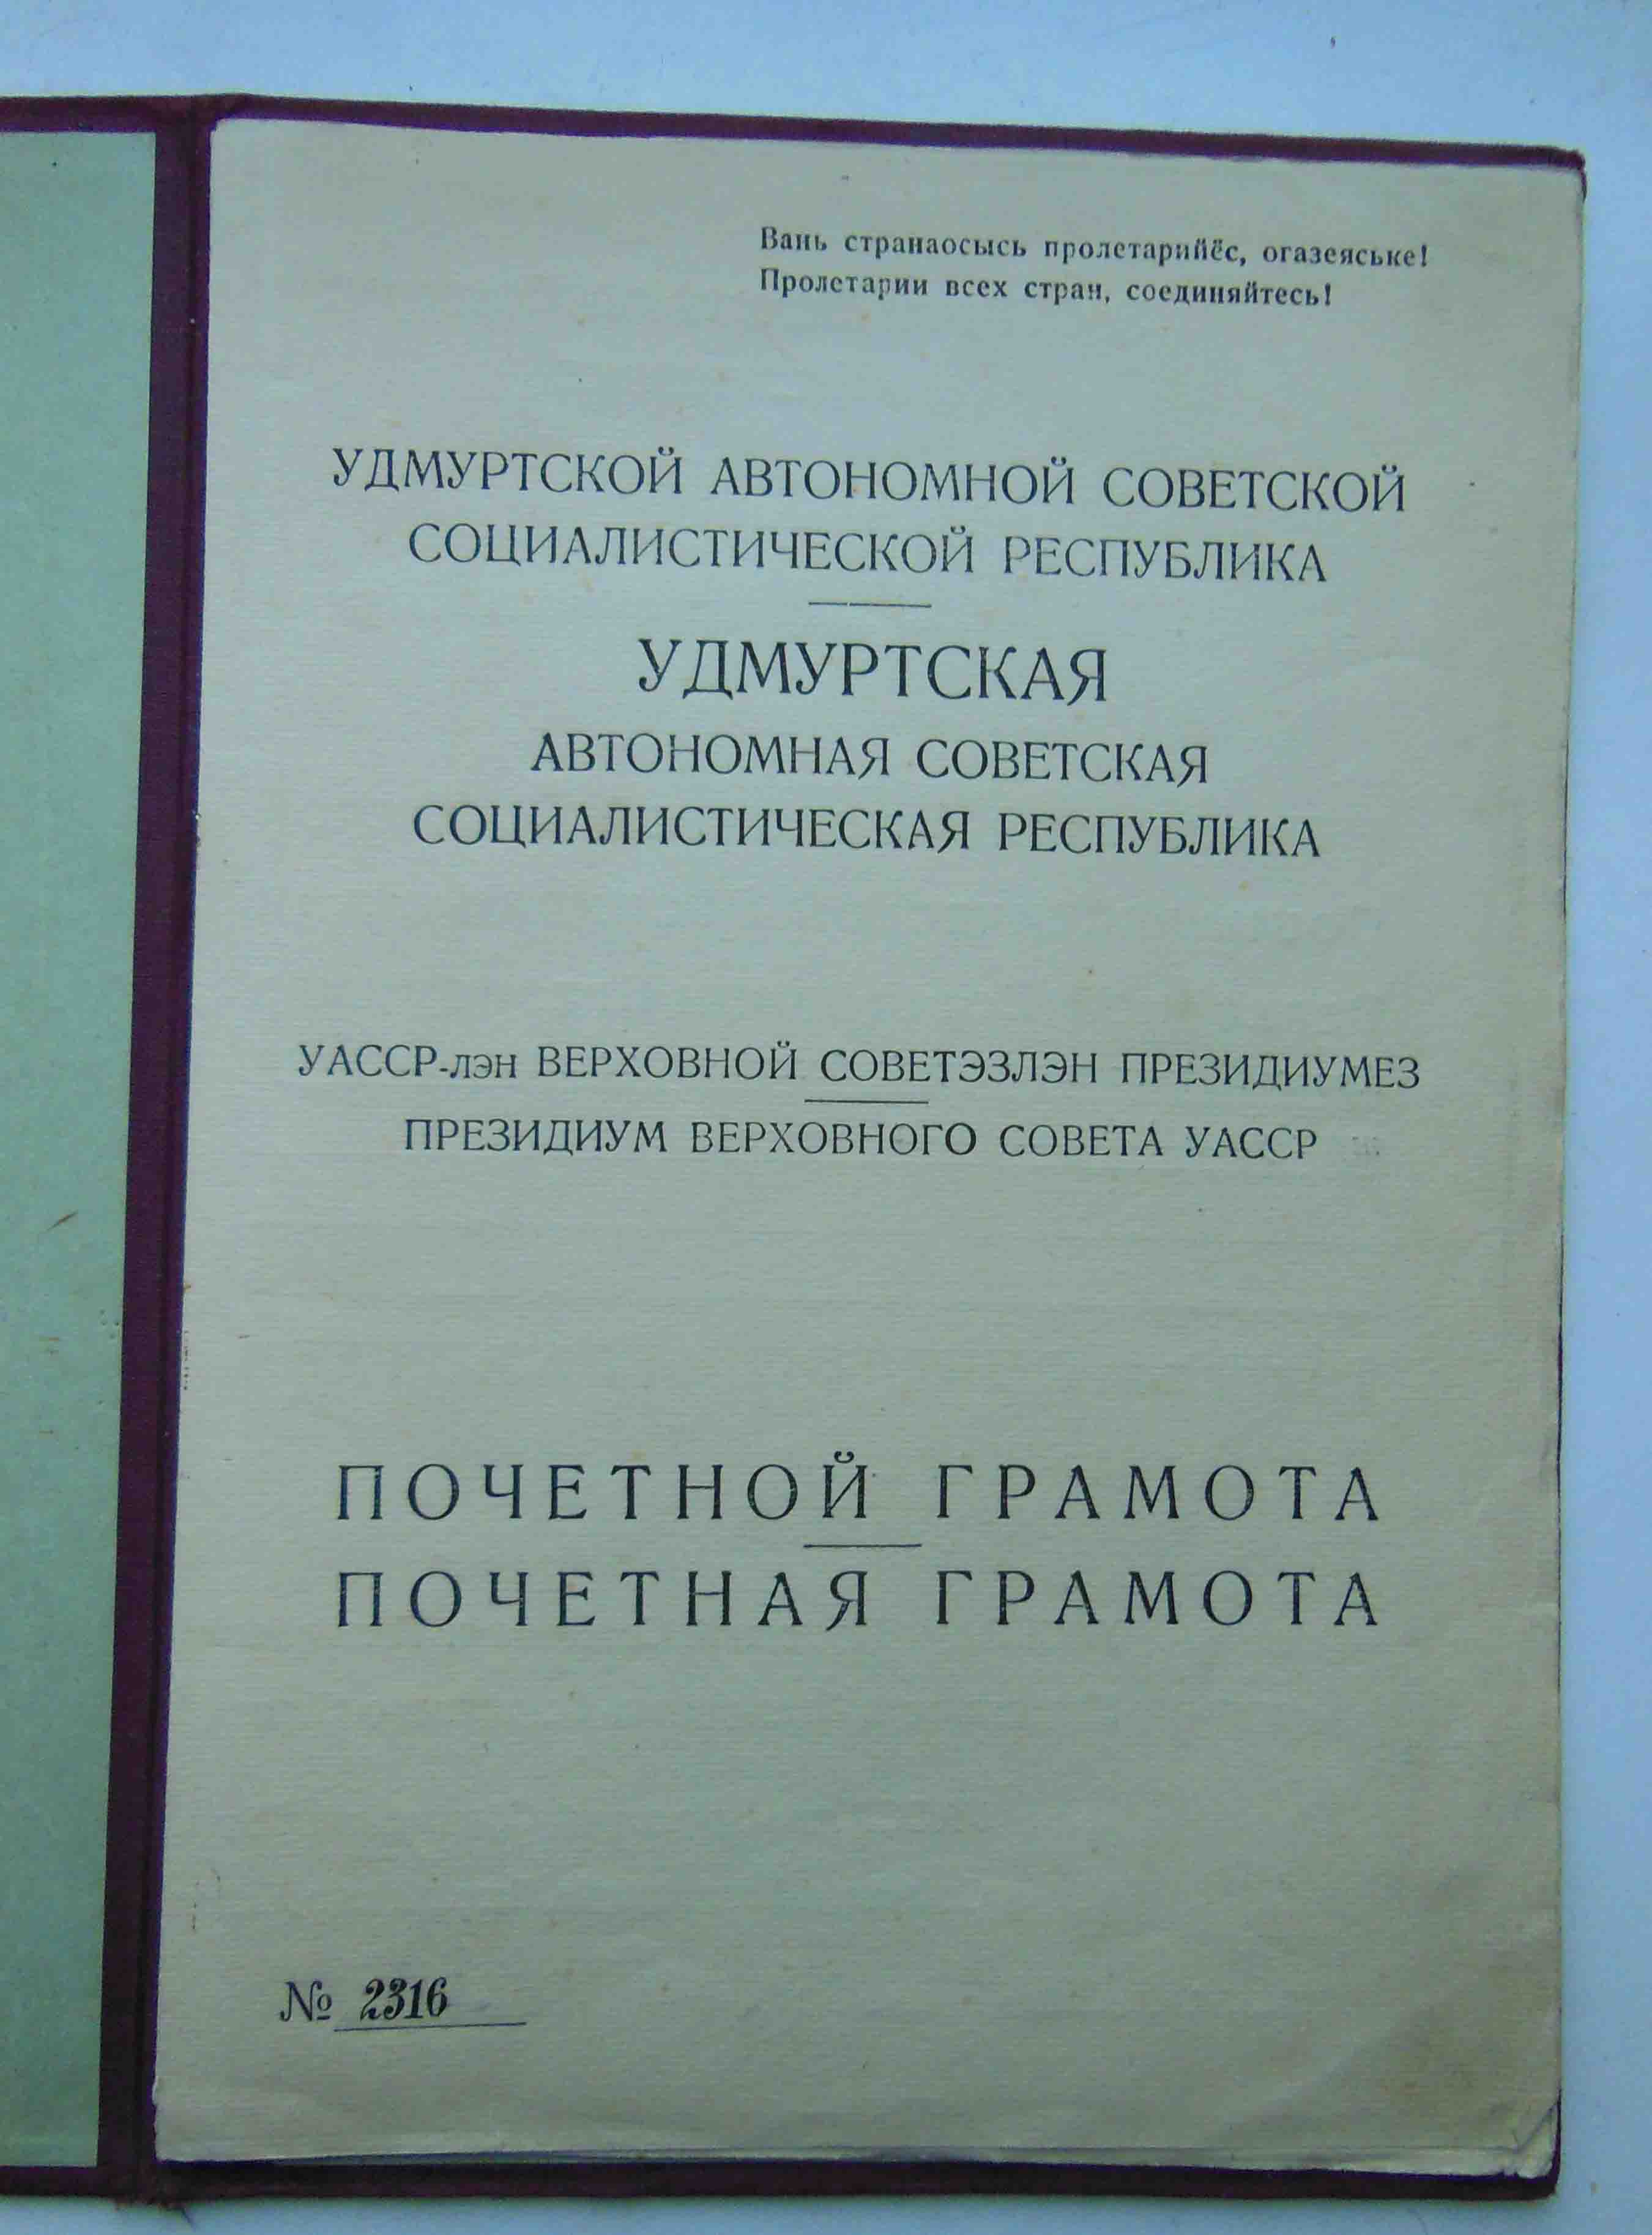 Вань странаосысь пролетарийёс, огазеяське!
Пролетарии всех стран, соединяйтесь!
УДМУРТСКОЙ АВТОНОМНОЙ СОВЕТСКОЙ
СОЦИАЛИСТИЧЕСКОЙ РЕСПУБЛИКА
УДМУРТСКАЯ
АВТОНОМНАЯ СОВЕТСКАЯ
СОЦИАЛИСТИЧЕСКАЯ РЕСПУБЛИКА
УАССР-лэн ВЕРХОВНОЙ СОВЕТЭЗЛЭН ПРЕЗИДИУМЕЗ
ПРЕЗИДИУМ ВЕРХОВНОГО СОВЕТА УАССР
ПОЧЕТНОЙ ГРАМОТА
ПОЧЕТНАЯ ГРАМОТА
№ 2316